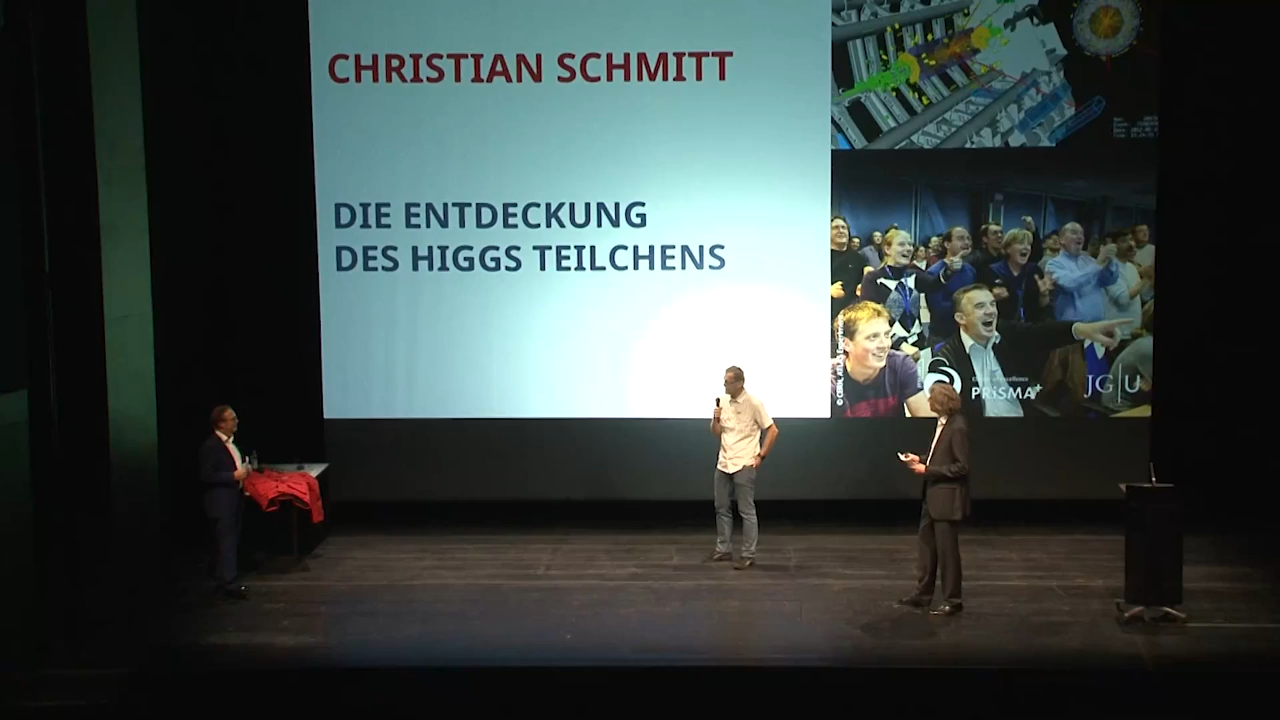 CHRISTIAN SCHMITT
DIE ENTDECKUNG
DES HIGGS TEILCHENS
PRiSMA+
JG|U